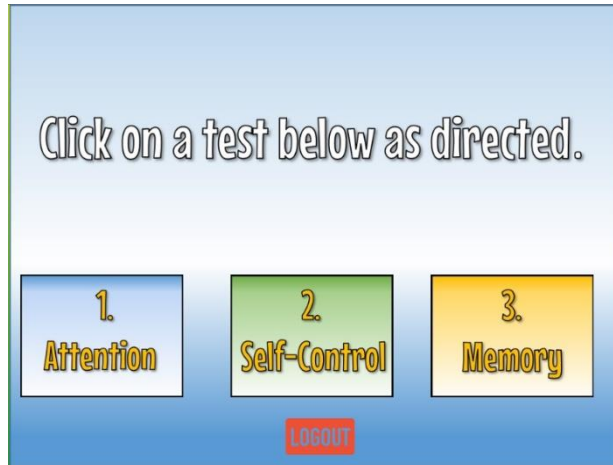 Click on a test below as directed.
1.
Attention
2.
Self-Control
3.
Memory
LOGOUT